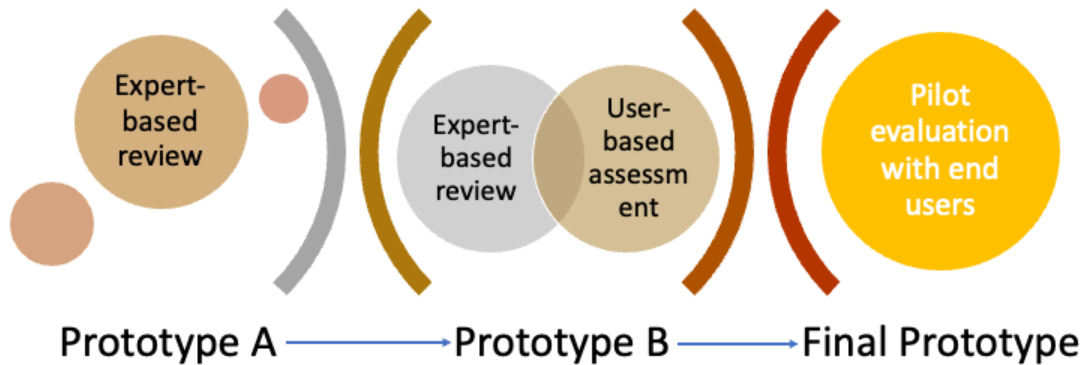 Expert-
based
review
Expert-
based
review
User-
based
assessm
ent
Pilot
evaluation
with end
users
Prototype A
Prototype B
Final Prototype